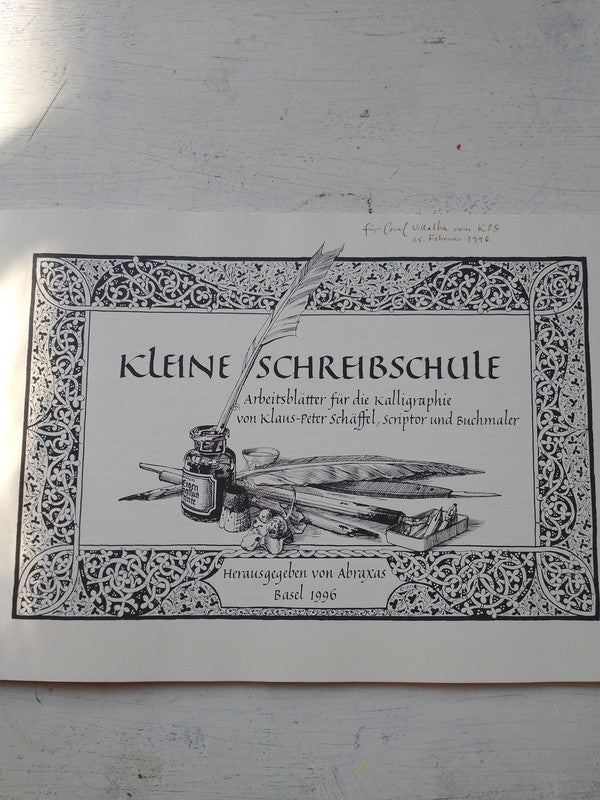 für Coral Villalba vom KPS
25. Februar 1996
KLEINE SCHREIBSCHULE
Arbeitsblätter für die Kalligraphie
von Klaus-Peter Schäffel, Scriptor und Buchmaler
Herausgegeben von Abraxas
Basel 1996